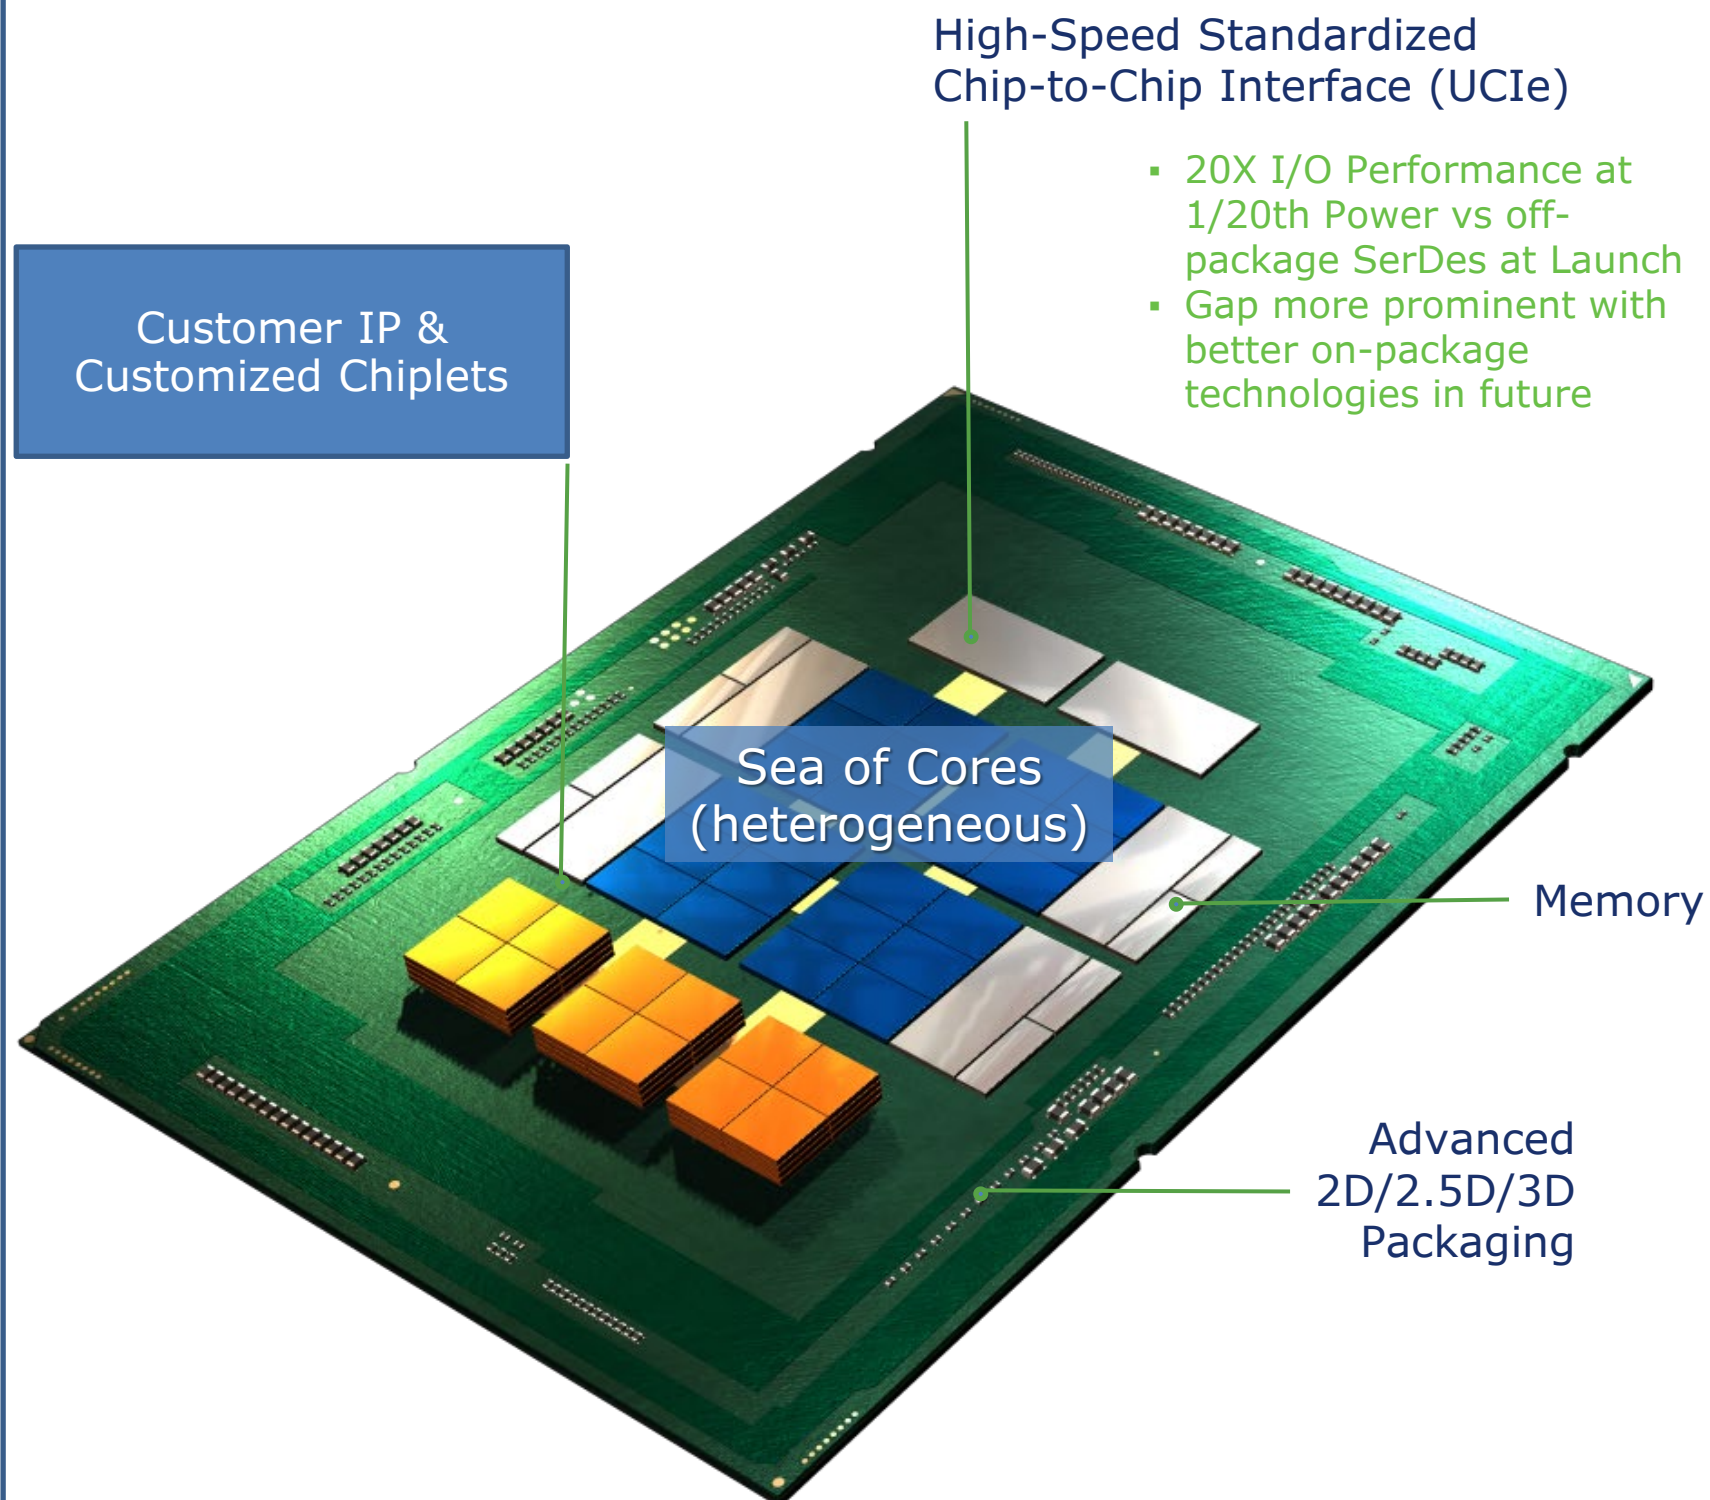 High-Speed Standardized
Chip-to-Chip Interface (UCIe)
▪ 20X I/O Performance at
1/20th Power vs off-
package SerDes at Launch
▪ Gap more prominent with
better on-package
technologies in future
Customer IP &
Customized Chiplets
Sea of Cores
(heterogeneous)
Memory
Advanced
2D/2.5D/3D
Packaging